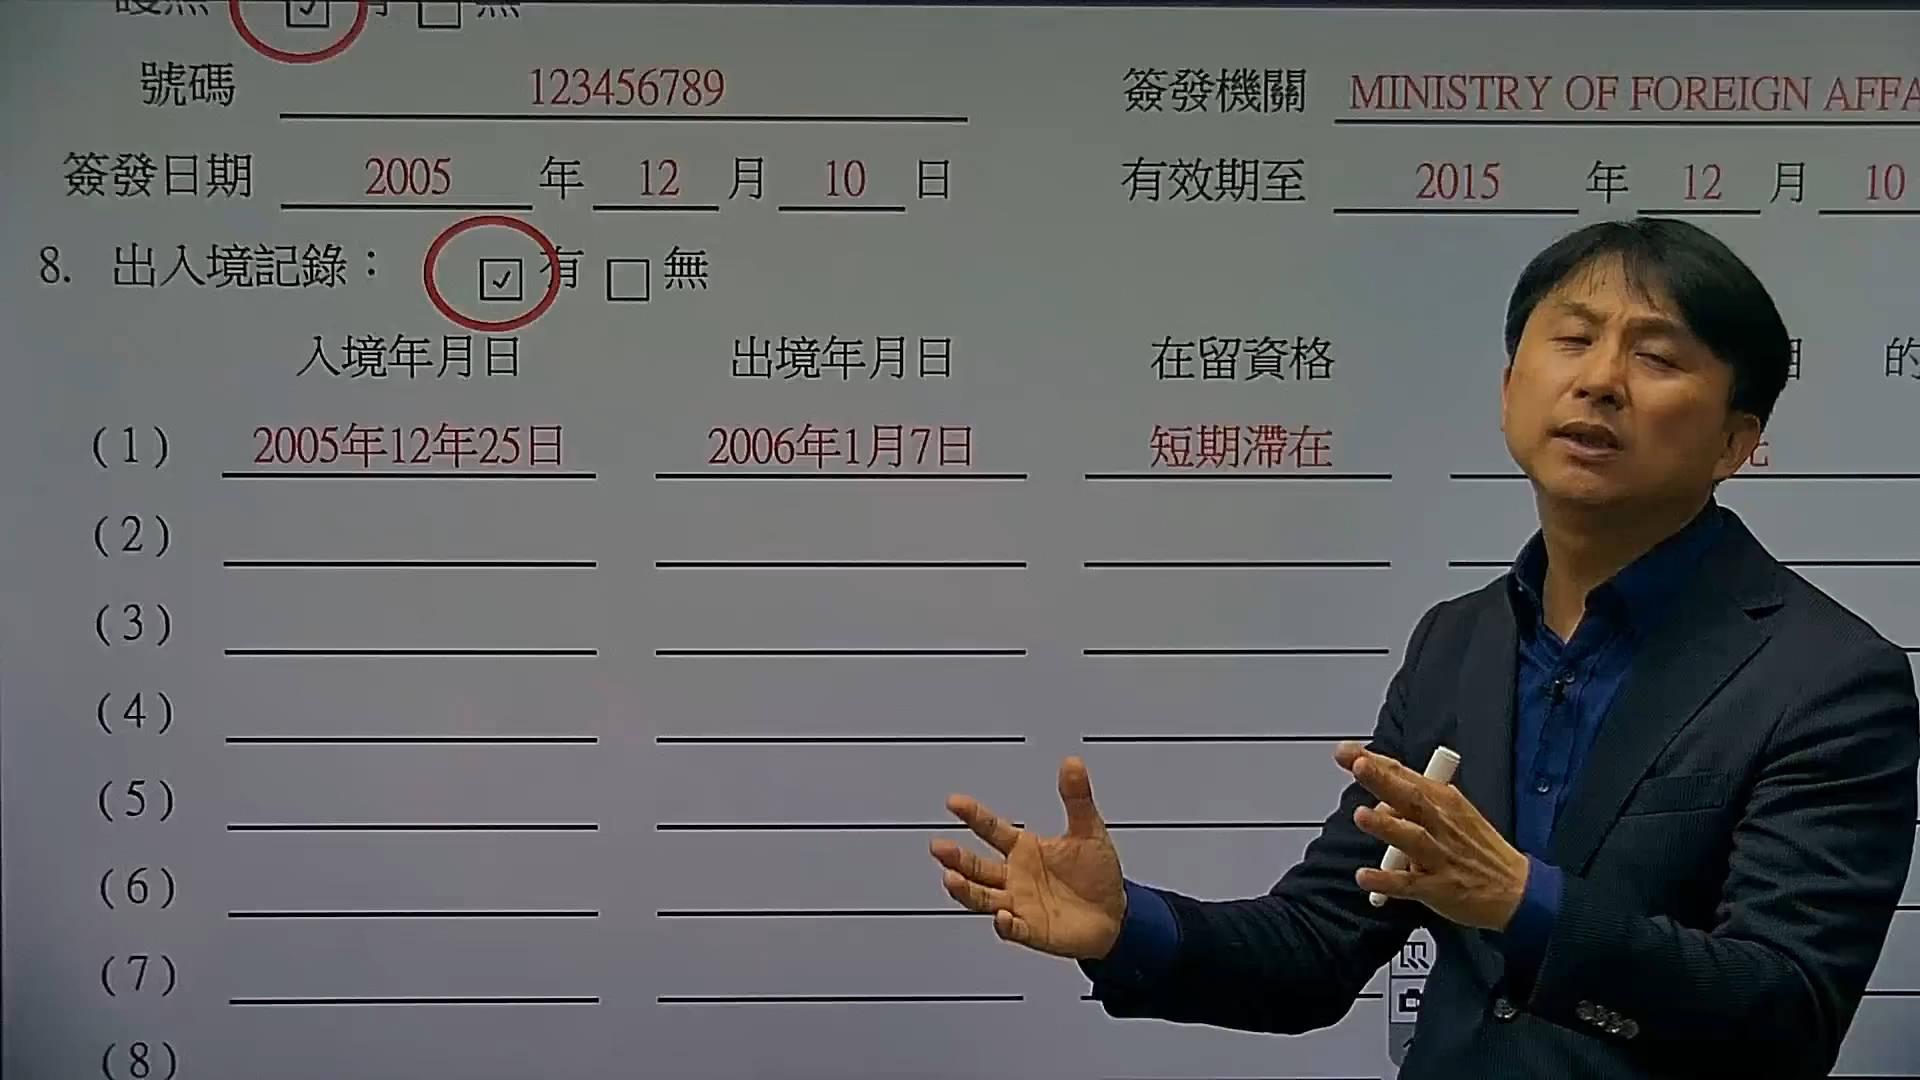 護照 ☑ 有 ☐ 無
號碼 123456789 簽發機關 MINISTRY OF FOREIGN AFFA
簽發日期 2005 年 12 月 10 日 有效期至 2015 年 12 月 10
8. 出入境記錄： ☑ 有 ☐ 無
入境年月日 出境年月日 在留資格 的
(1) 2005年12年25日 2006年1月7日 短期滯在
(2)
(3)
(4)
(5)
(6)
(7)
(8)